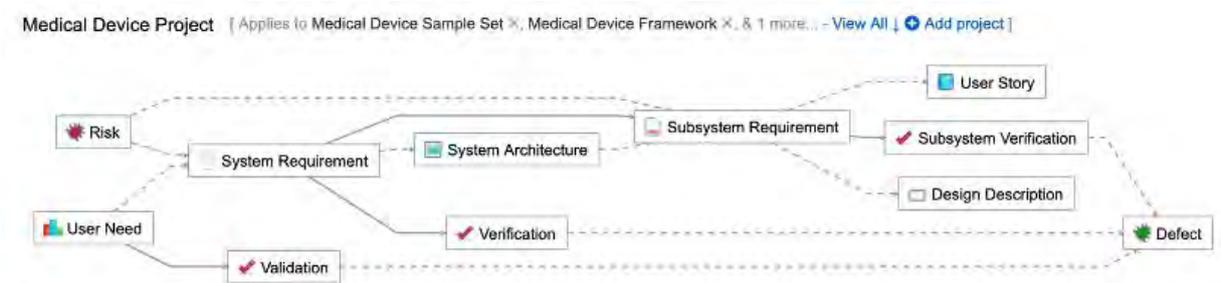 Medical Device Project [ Applies to Medical Device Sample Set ×, Medical Device Framework ×, & 1 more... - View All ↓ Add project ]
User Story
Risk
Subsystem Requirement
Subsystem Verification
System Requirement
System Architecture
Design Description
User Need
Verification
Defect
Validation